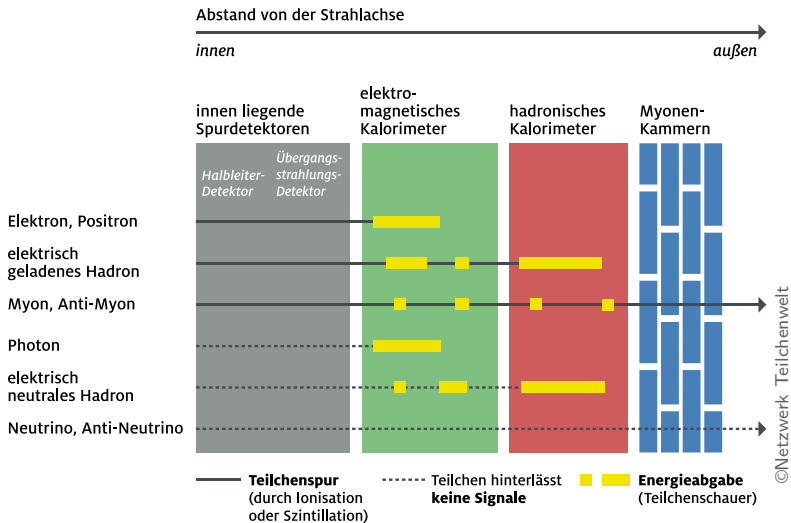 Abstand von der Strahlachse
innen
außen
innen liegende
Spurdetektoren
elektro-
magnetisches
Kalorimeter
hadronisches
Kalorimeter
Myonen-
Kammern
Halbleiter-
Detektor
Übergangs-
strahlungs-
Detektor
Elektron, Positron
elektrisch
geladenes Hadron
Myon, Anti-Myon
Photon
elektrisch
neutrales Hadron
Neutrino, Anti-Neutrino
Teilchenspur
(durch Ionisation
oder Szintillation)
Teilchen hinterlässt
keine Signale
Energieabgabe
(Teilchenschauer)
©Netzwerk Teilchenwelt